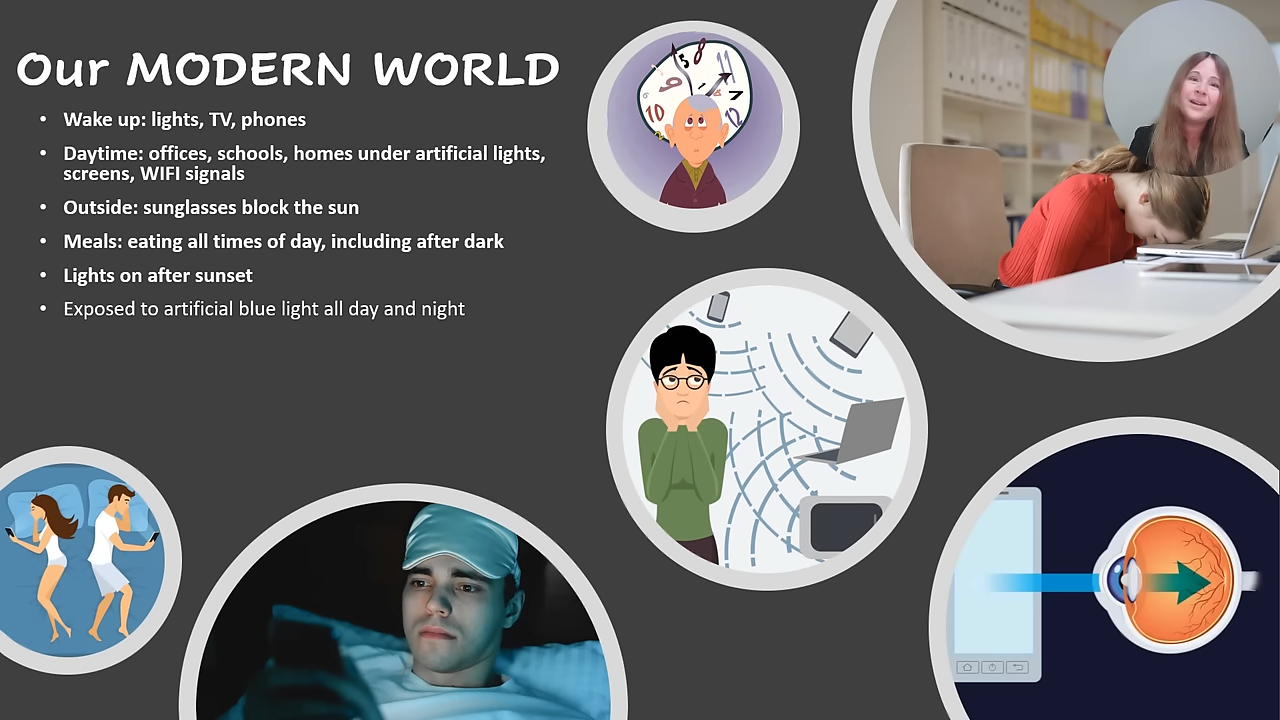 Our MODERN WORLD
• Wake up: lights, TV, phones
• Daytime: offices, schools, homes under artificial lights,
screens, WIFI signals
• Outside: sunglasses block the sun
• Meals: eating all times of day, including after dark
• Lights on after sunset
• Exposed to artificial blue light all day and night